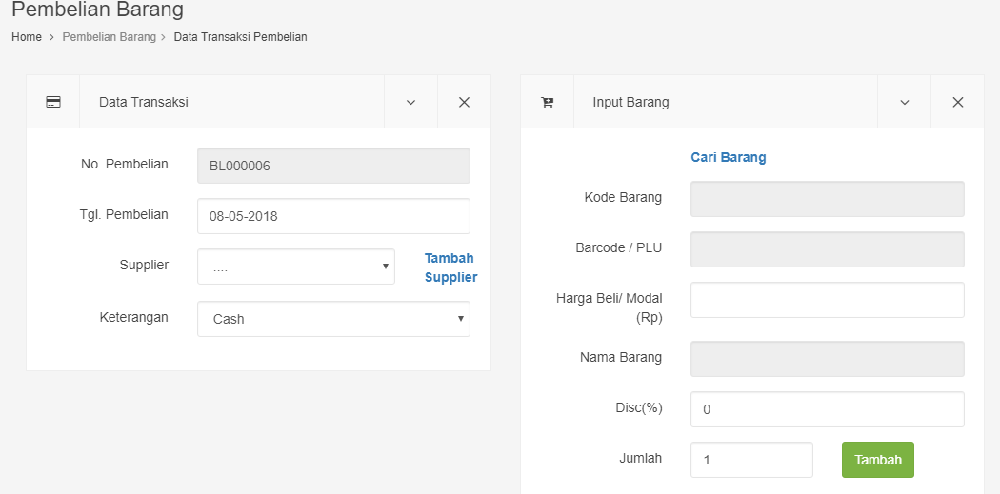 Pembelian Barang
Home > Pembelian Barang > Data Transaksi Pembelian
Data Transaksi
No. Pembelian
BL000006
Tgl. Pembelian
08-05-2018
Supplier
....
Tambah
Supplier
Keterangan
Cash
Input Barang
Cari Barang
Kode Barang
Barcode / PLU
Harga Beli/ Modal
(Rp)
Nama Barang
Disc(%)
0
Jumlah
1
Tambah